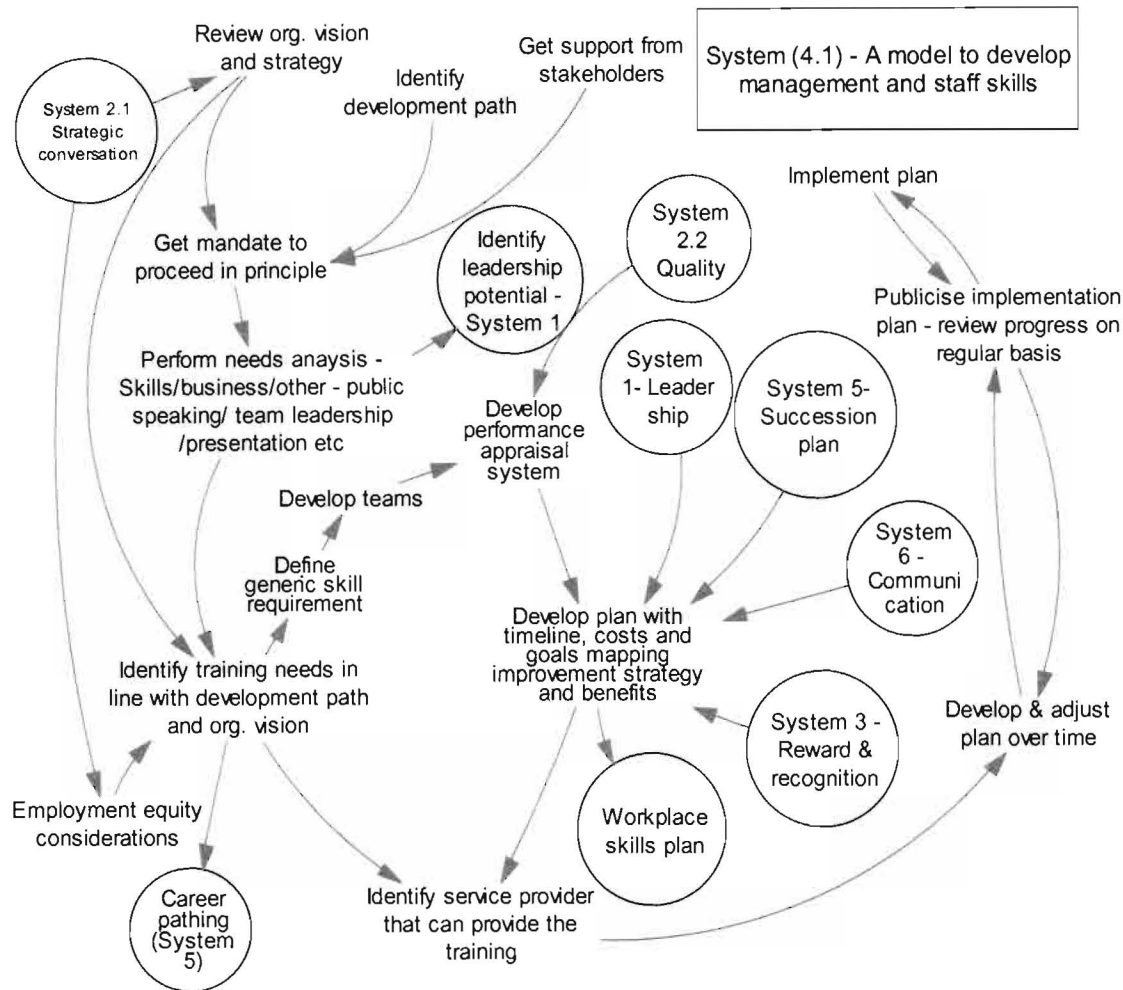 Review org. vision
and strategy
Get support from
stakeholders
System (4.1) - A model to develop
management and staff skills
Identify
development path
System 2.1
Strategic
conversation
Implement plan
System
2.2
Quality
Identify
leadership
potential -
System 1
Get mandate to
proceed in principle
Publicise implementation
plan - review progress on
regular basis
Perform needs anaysis -
Skills/business/other - public
speaking/ team leadership
/presentation etc
System
1- Leader
ship
System 5-
Succession
plan
Develop
performance
appraisal
system
Develop teams
System
6 -
Communi
cation
Define
generic skill
requirement
Develop plan with
timeline, costs and
goals mapping
improvement strategy
and benefits
Identify training needs in
line with development path
and org. vision
System 3 -
Reward &
recognition
Develop & adjust
plan over time
Employment equity
considerations
Workplace
skills plan
Identify service provider
that can provide the
training
Career
pathing
(System
5)